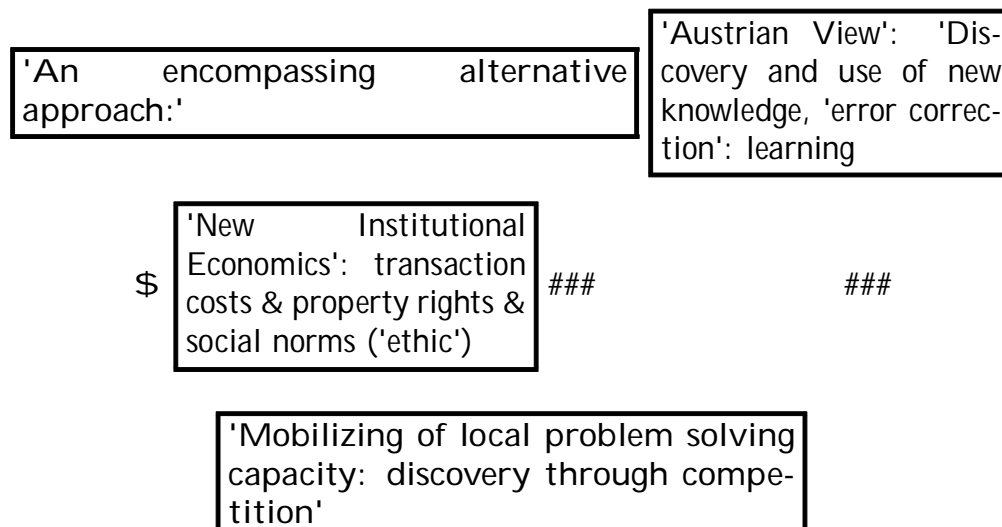 'An encompassing alternative
approach:'
'Austrian View': 'Dis-
covery and use of new
knowledge, 'error correc-
tion': learning
$
'New Institutional
Economics': transaction
costs & property rights &
social norms ('ethic')
### ###
'Mobilizing of local problem solving
capacity: discovery through compe-
tition'